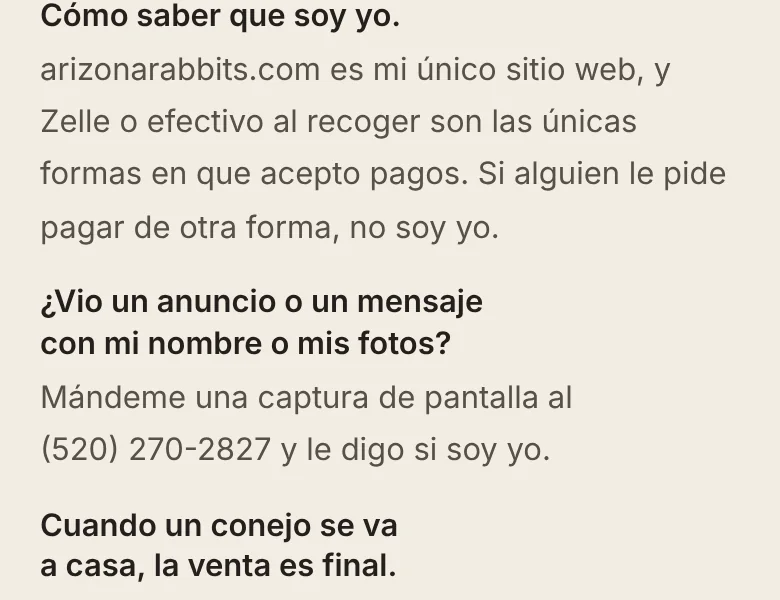 Cómo saber que soy yo.
arizonarabbits.com es mi único sitio web, y
Zelle o efectivo al recoger son las únicas
formas en que acepto pagos. Si alguien le pide
pagar de otra forma, no soy yo.
¿Vio un anuncio o un mensaje
con mi nombre o mis fotos?
Mándeme una captura de pantalla al
(520) 270-2827 y le digo si soy yo.
Cuando un conejo se va
a casa, la venta es final.